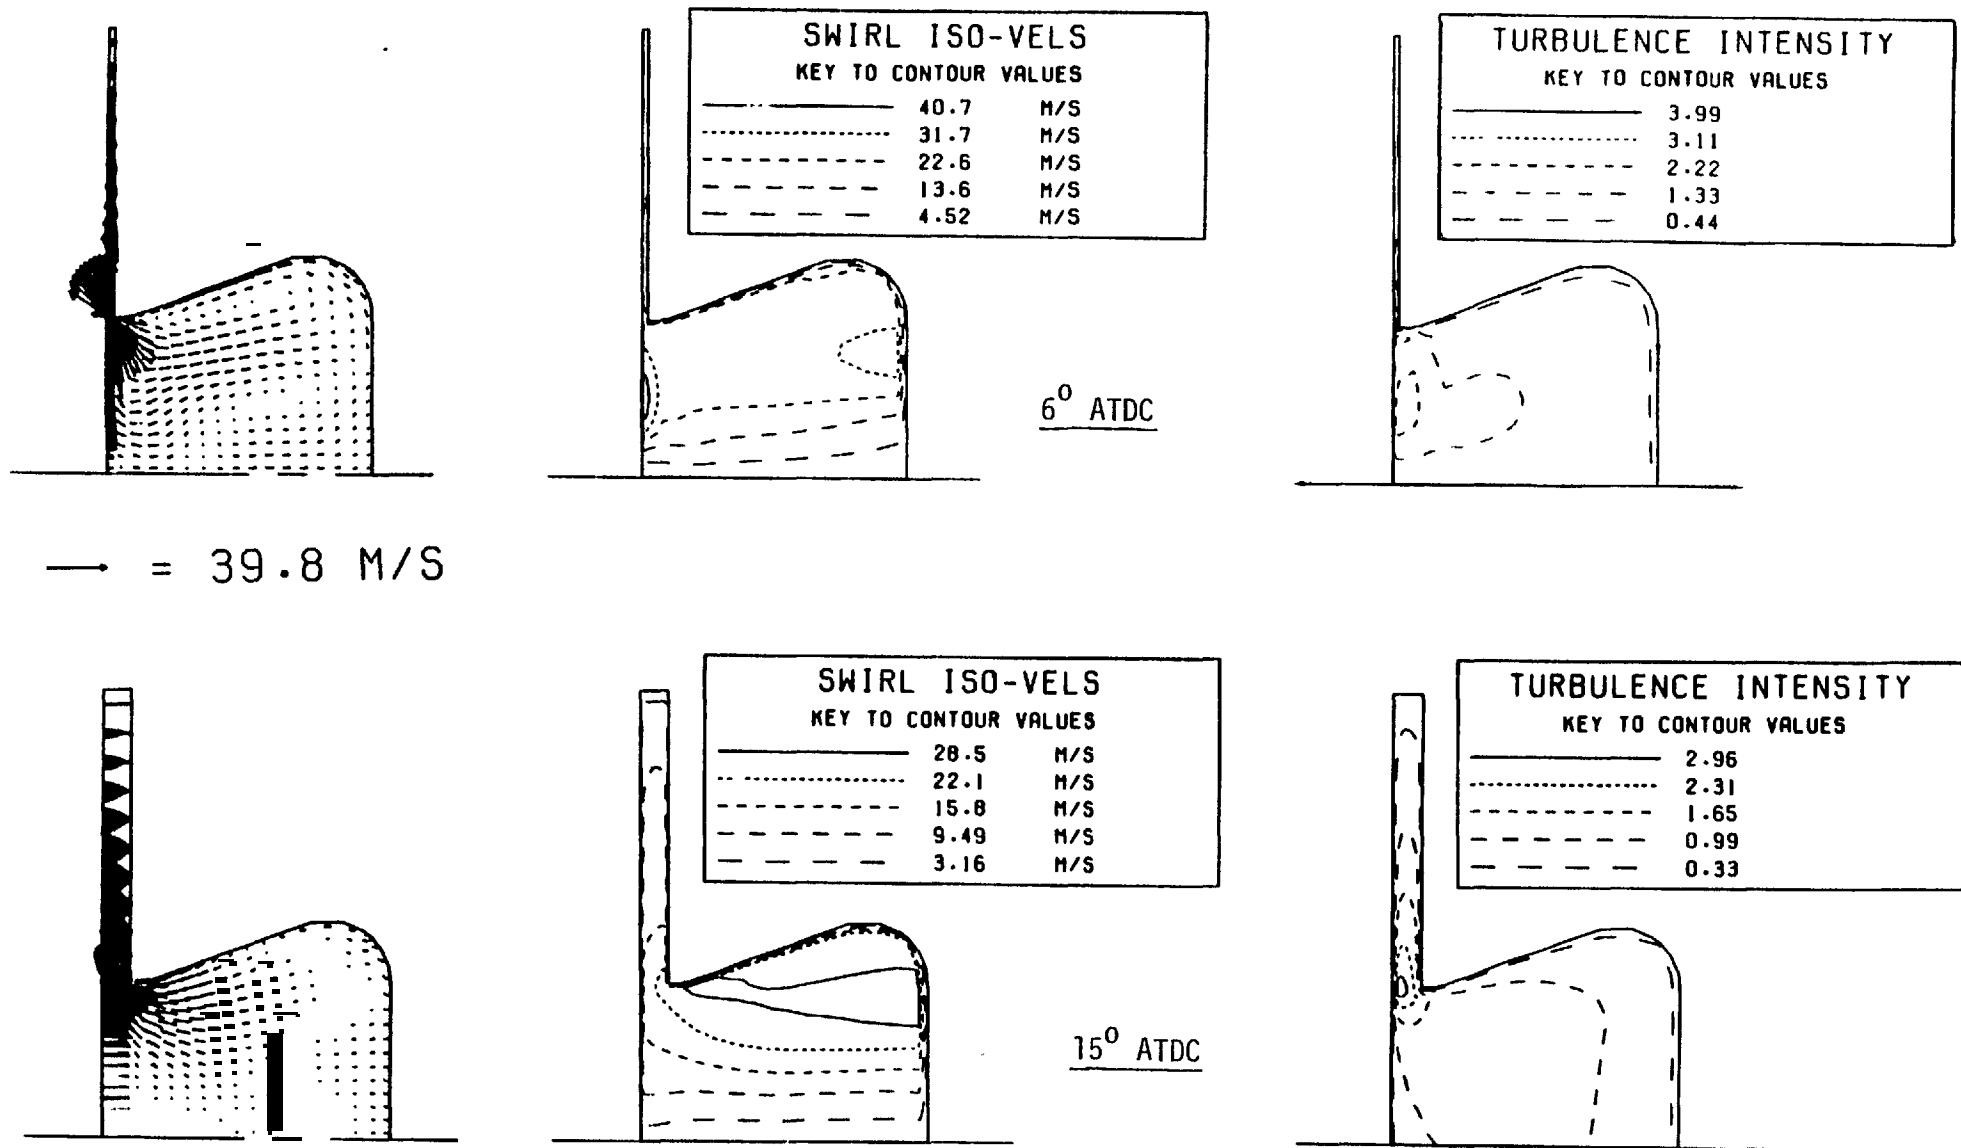 SWIRL ISO-VELS
KEY TO CONTOUR VALUES
40.7 M/S
31.7 M/S
22.6 M/S
13.6 M/S
4.52 M/S
TURBULENCE INTENSITY
KEY TO CONTOUR VALUES
3.99
3.11
2.22
1.33
0.44
6° ATDC
= 39.8 M/S
SWIRL ISO-VELS
KEY TO CONTOUR VALUES
28.5 M/S
22.1 M/S
15.8 M/S
9.49 M/S
3.16 M/S
TURBULENCE INTENSITY
KEY TO CONTOUR VALUES
2.96
2.31
1.65
0.99
0.33
15° ATDC